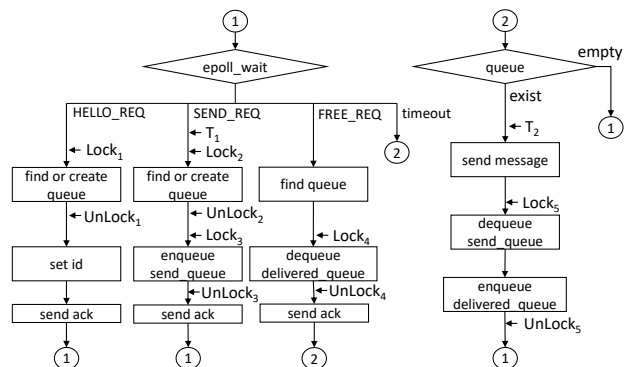 1
epoll_wait
HELLO_REQ
SEND_REQ
FREE_REQ
timeout
T1
2
Lock1
Lock2
find or create
queue
find or create
queue
find queue
UnLock1
UnLock2
Lock3
Lock4
set id
enqueue
send_queue
dequeue
delivered_queue
UnLock3
UnLock4
send ack
send ack
send ack
1
1
2
2
queue
empty
exist
1
T2
send message
Lock5
dequeue
send_queue
enqueue
delivered_queue
UnLock5
1